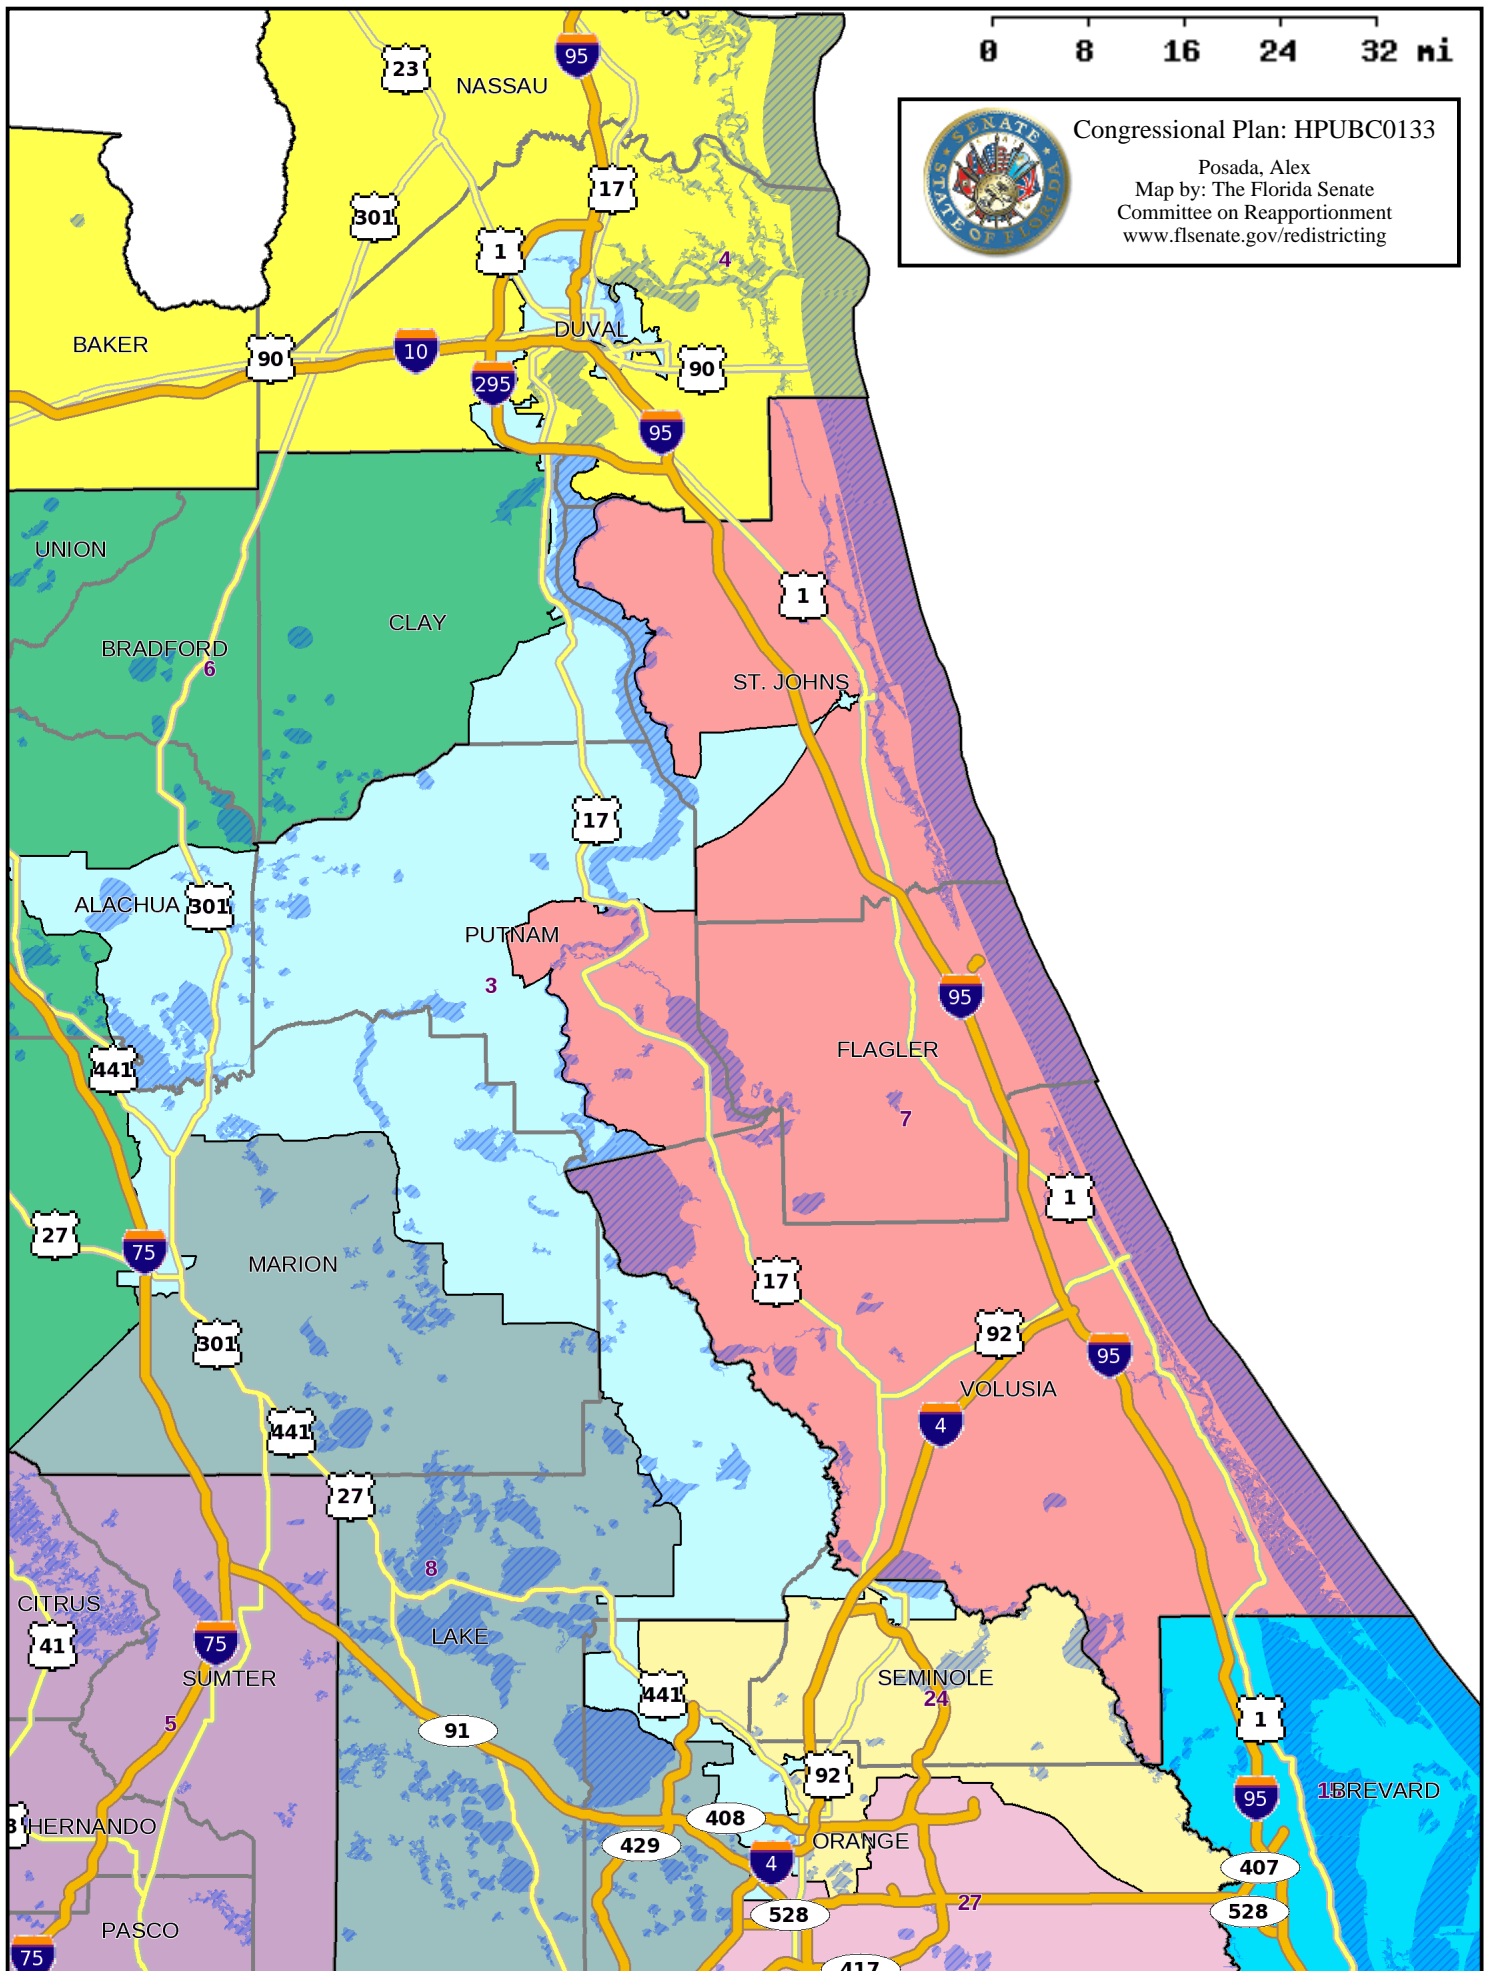 0 8 16 24 32 mi
Congressional Plan: HPUBC0133
Posada, Alex
Map by: The Florida Senate
Committee on Reapportionment
www.flsenate.gov/redistricting
SENATE
STATE OF FLORIDA
95
23
NASSAU
17
301
1
4
DUVAL
BAKER
10
90
90
295
95
UNION
1
CLAY
BRADFORD
6
ST. JOHNS
17
ALACHUA
301
PUTNAM
3
95
FLAGLER
441
7
1
27
75
MARION
17
301
92
95
VOLUSIA
4
441
27
8
CITRUS
41
75
LAKE
SUMTER
SEMINOLE
24
441
5
91
1
92
95
BREVARD
408
HERNANDO
429
ORANGE
4
407
27
528
528
PASCO
75
417